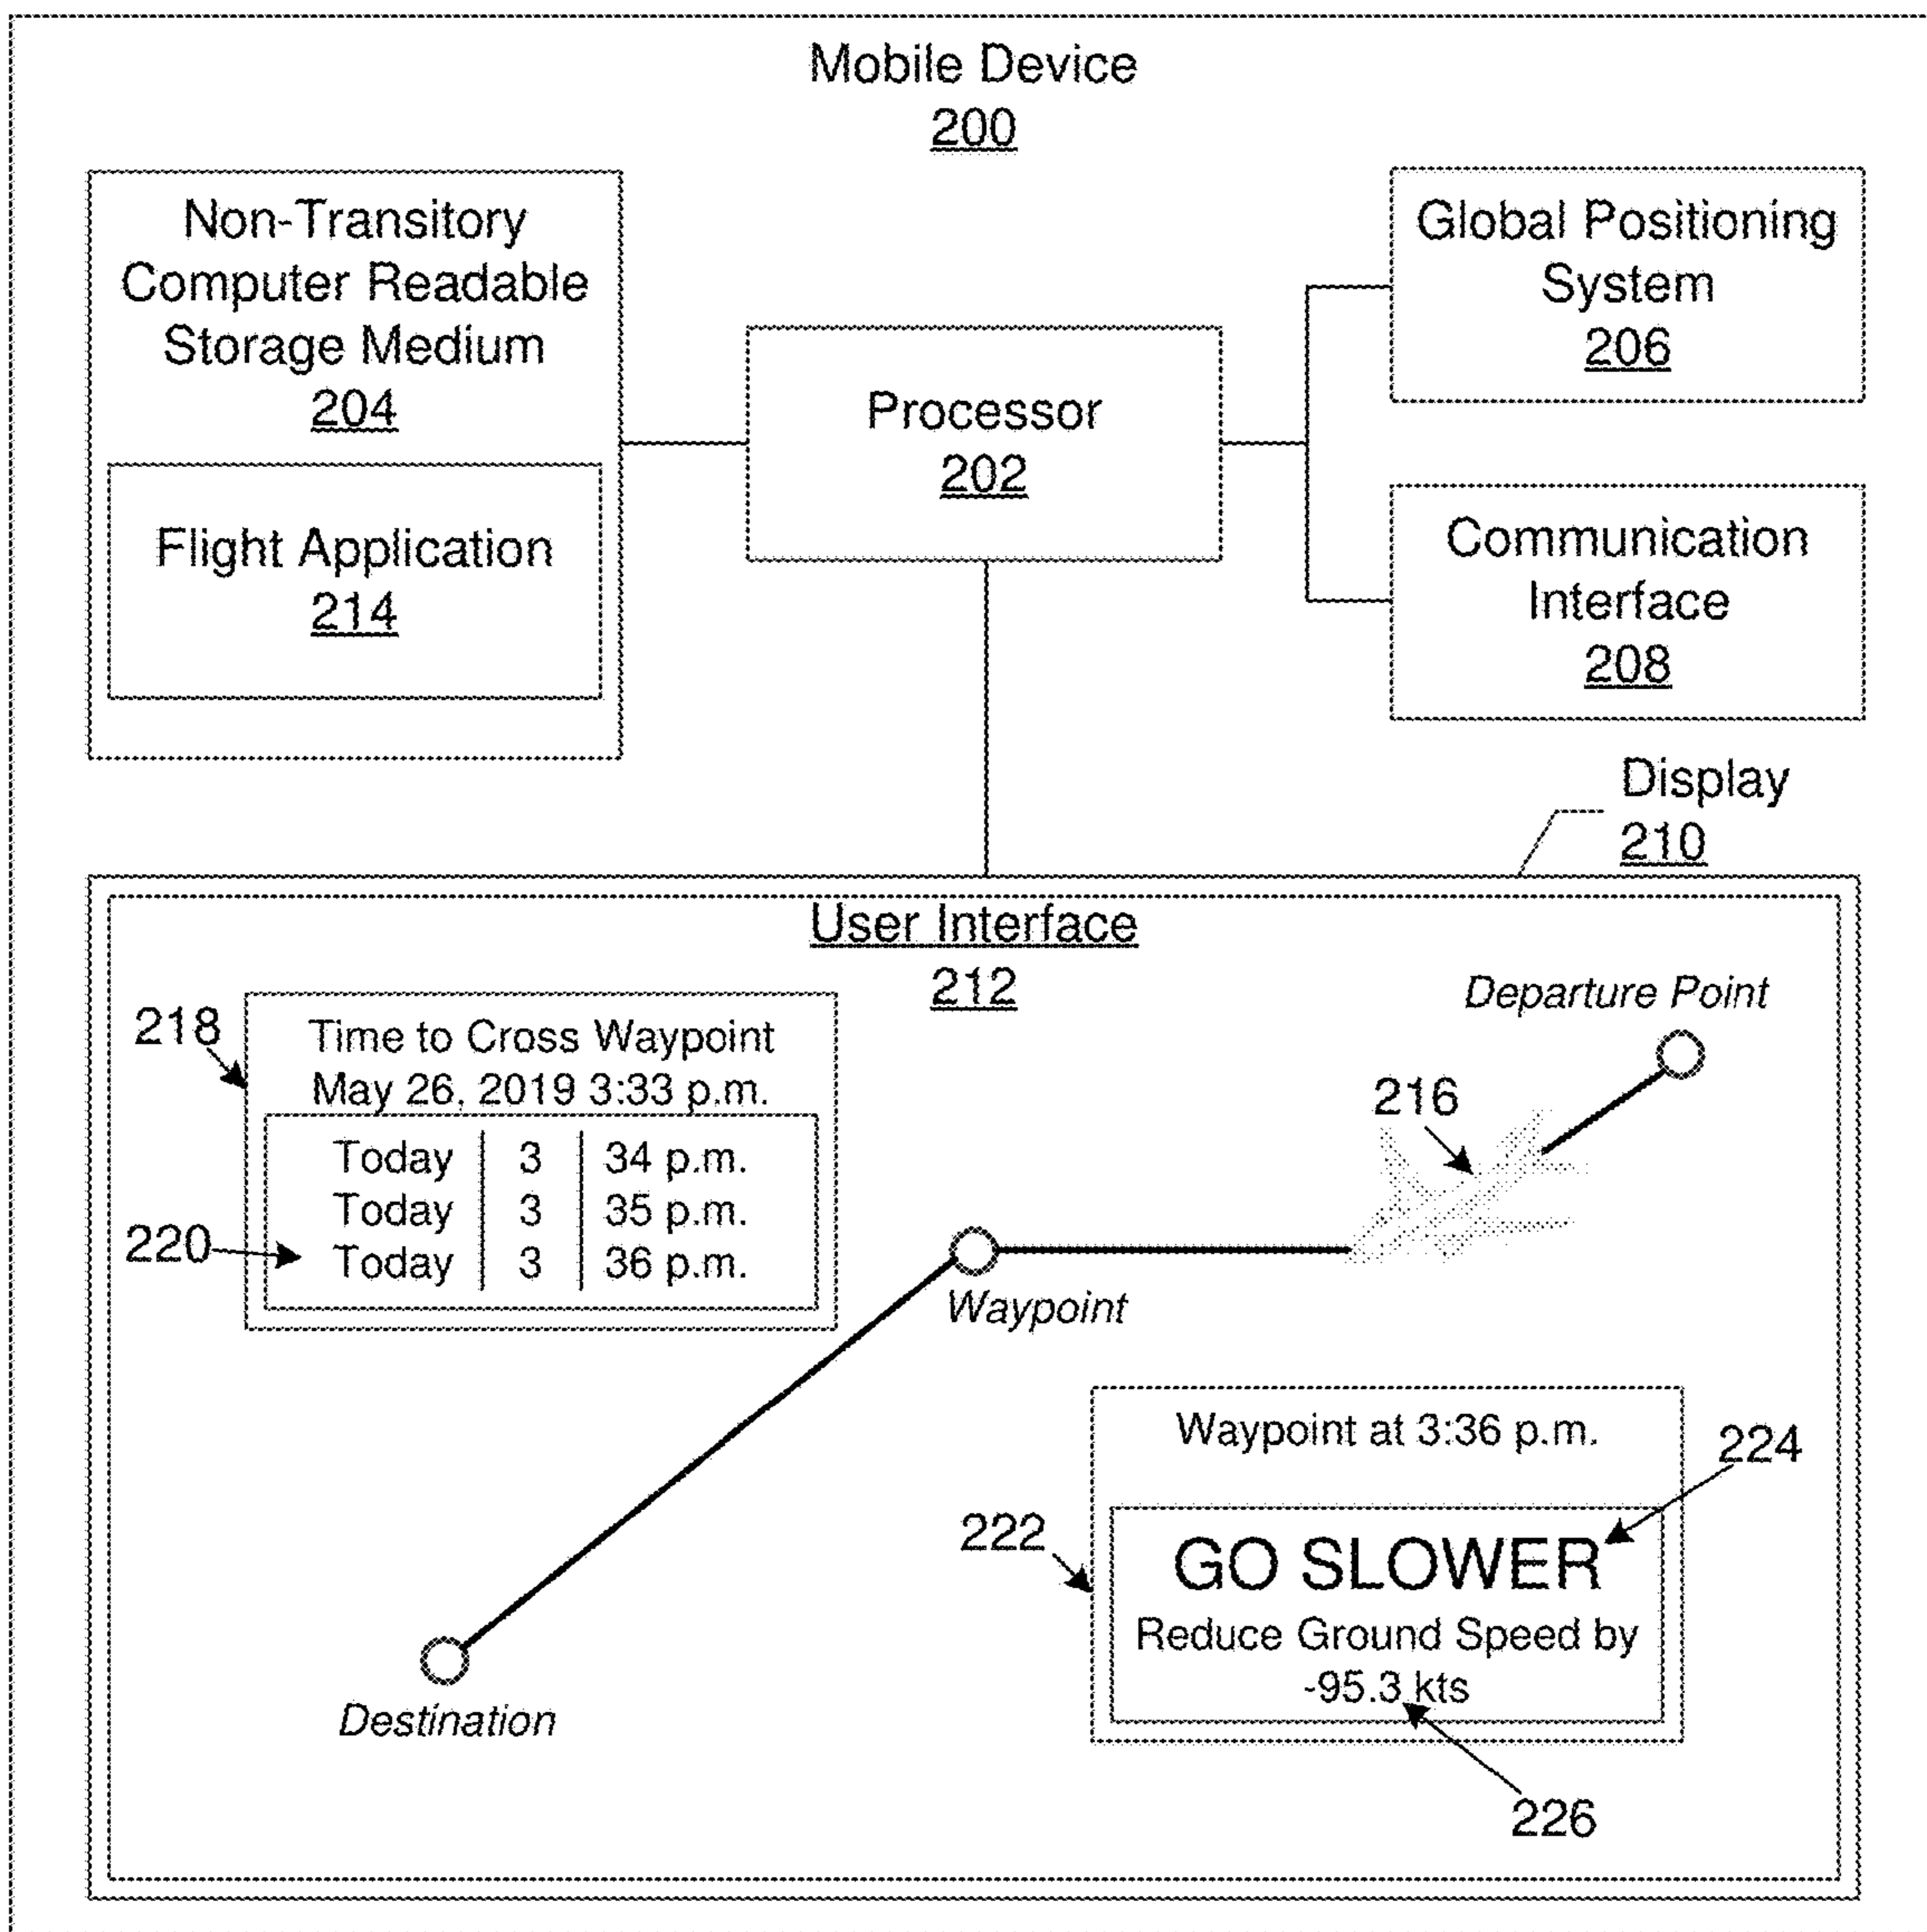 Mobile Device
200
Non-Transitory
Computer Readable
Storage Medium
204
Flight Application
214
Processor
202
Global Positioning
System
206
Communication
Interface
208
Display
210
User Interface
212
218
Time to Cross Waypoint
May 26, 2019 3:33 p.m.
Today 3 34 p.m.
Today 3 35 p.m.
220 Today 3 36 p.m.
Departure Point
216
Waypoint
Destination
Waypoint at 3:36 p.m.
224
222
GO SLOWER
Reduce Ground Speed by
-95.3 kts
226